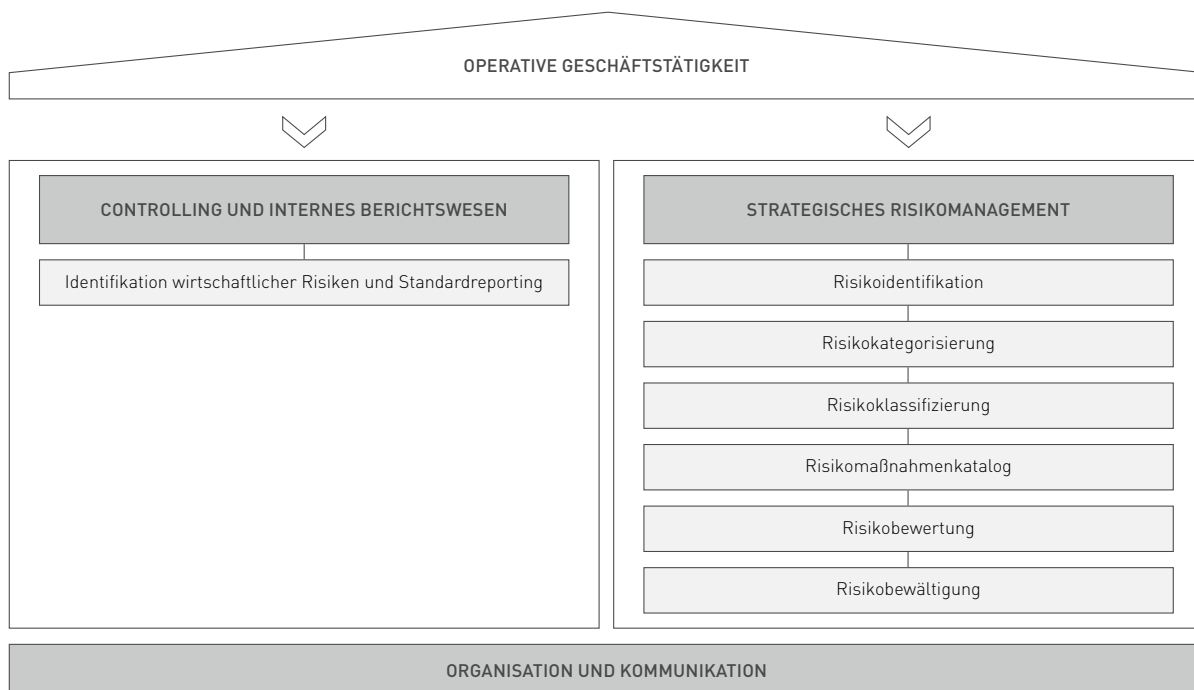 OPERATIVE GESCHÄFTSTÄTIGKEIT
CONTROLLING UND INTERNES BERICHTSWESEN
Identifikation wirtschaftlicher Risiken und Standardreporting
STRATEGISCHES RISIKOMANAGEMENT
Risikoidentifikation
Risikokategorisierung
Risikoklassifizierung
Risikomaßnahmenkatalog
Risikobewertung
Risikobewältigung
ORGANISATION UND KOMMUNIKATION